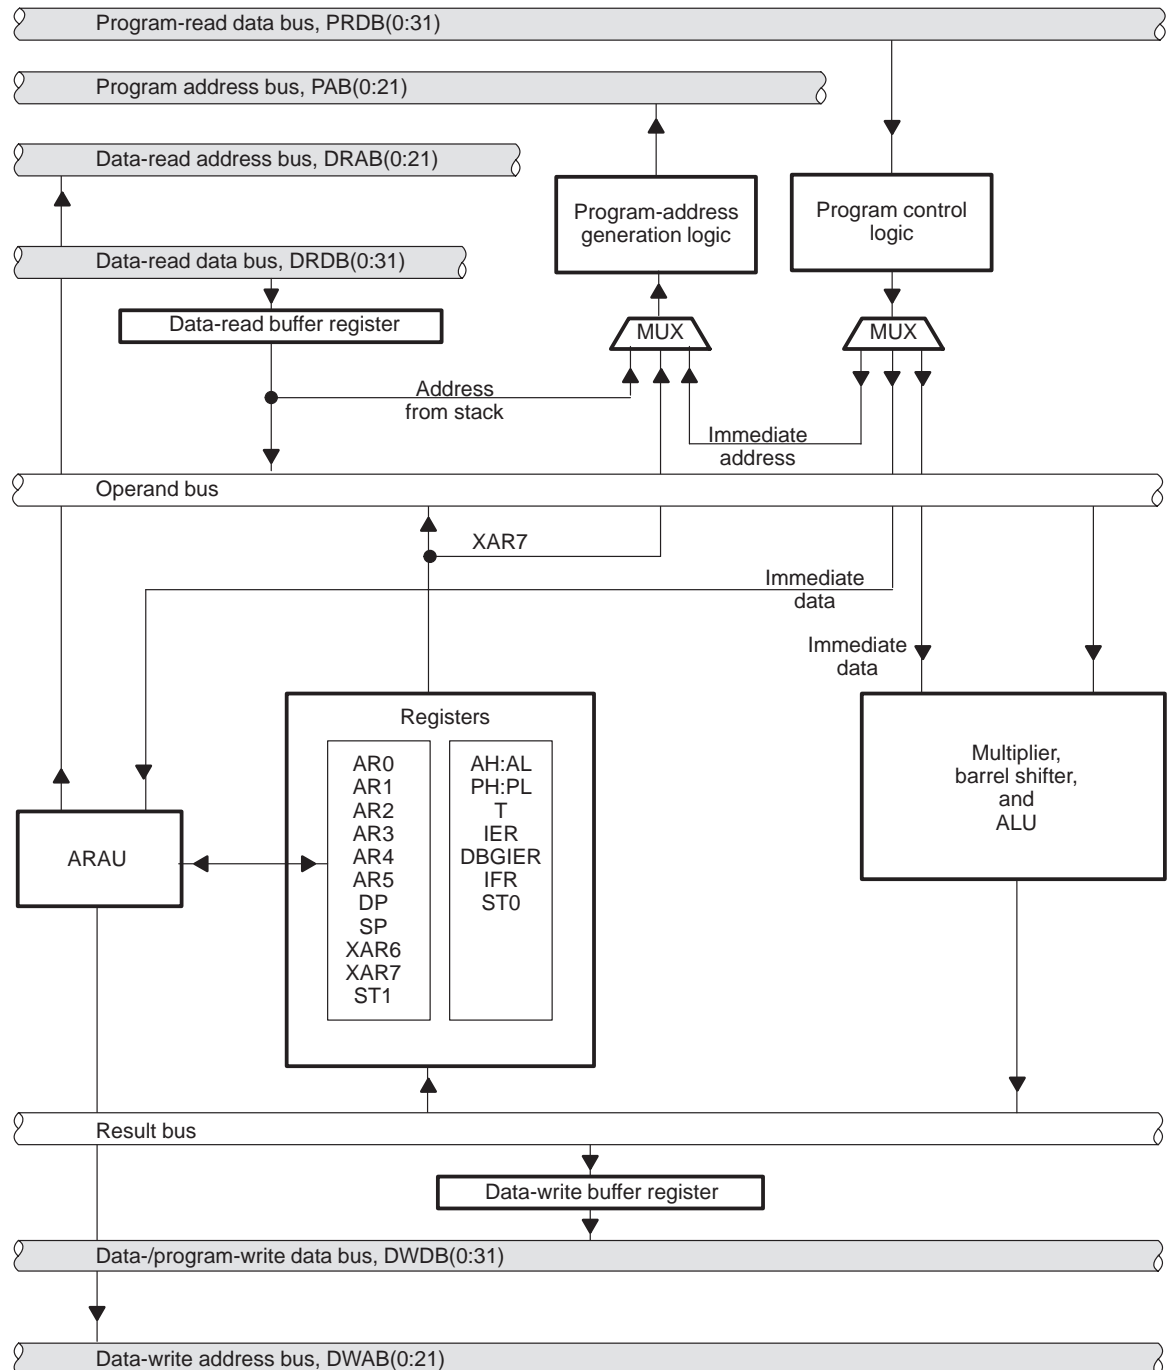 Program-read data bus, PRDB(0:31)
Program address bus, PAB(0:21)
Data-read address bus, DRAB(0:21)
Program-address
generation logic
Program control
logic
Data-read data bus, DRDB(0:31)
Data-read buffer register
MUX
MUX
Address
from stack
Immediate
address
Operand bus
XAR7
Immediate
data
Immediate
data
Registers
AR0
AR1
AR2
AR3
AR4
AR5
DP
SP
XAR6
XAR7
ST1
AH:AL
PH:PL
T
IER
DBGIER
IFR
ST0
Multiplier,
barrel shifter,
and
ALU
ARAU
Result bus
Data-write buffer register
Data-/program-write data bus, DWDB(0:31)
Data-write address bus, DWAB(0:21)